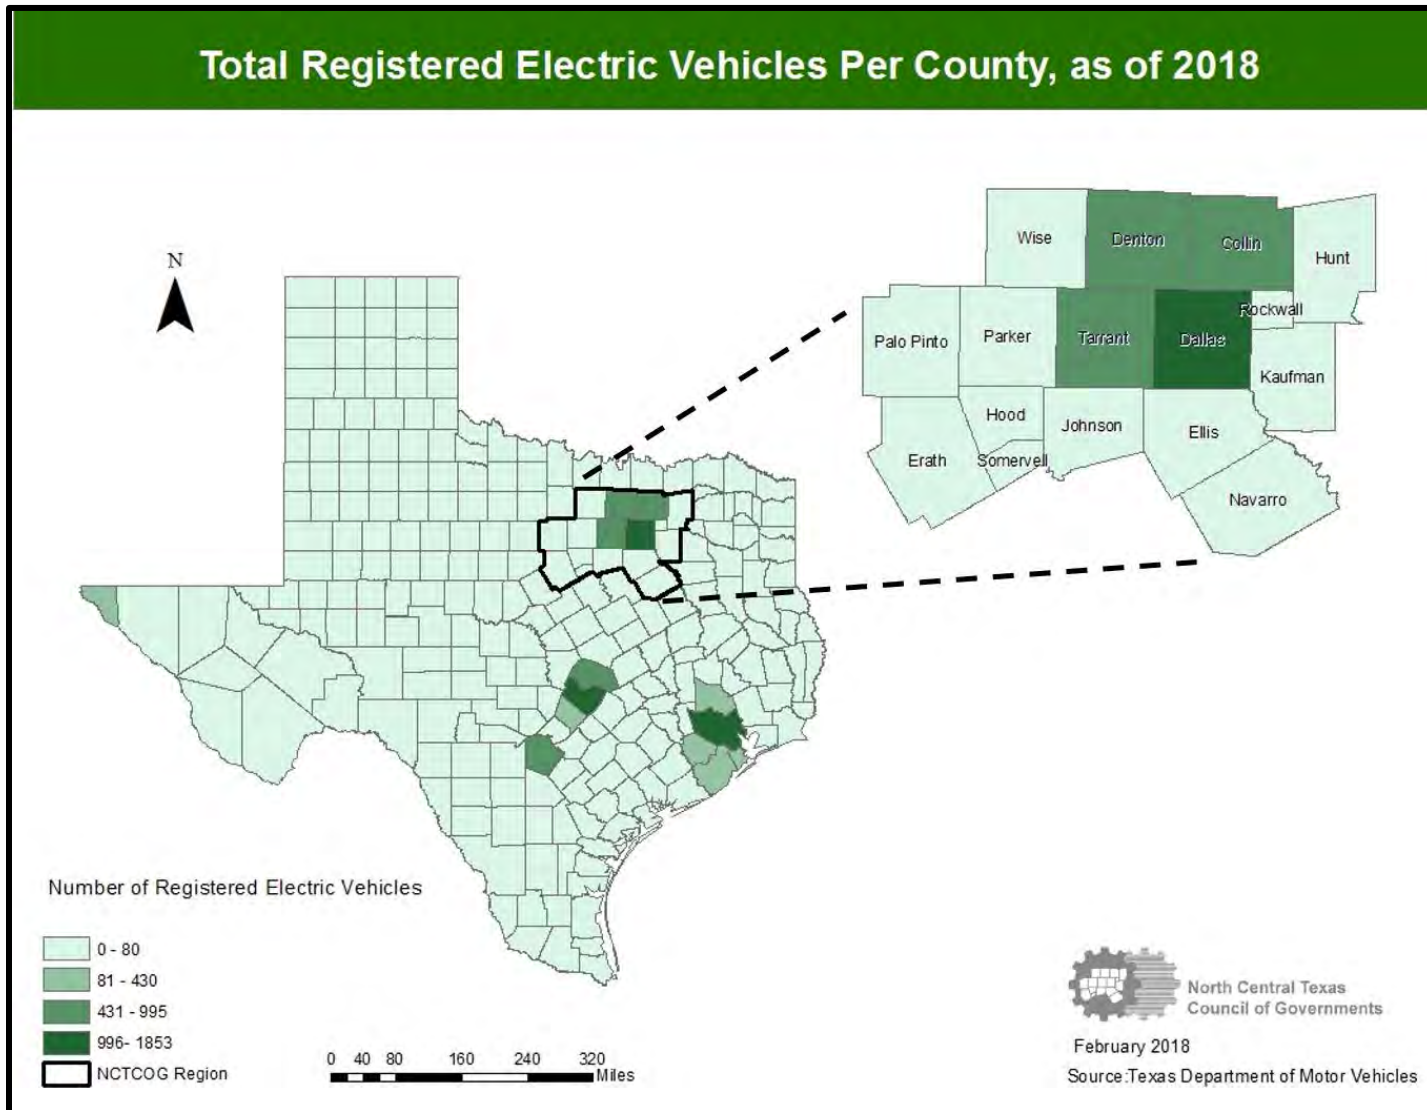 Total Registered Electric Vehicles Per County, as of 2018
N
Wise
Denton
Collin
Hunt
Rockwall
Palo Pinto
Parker
Tarrant
Dallas
Kaufman
Hood
Johnson
Ellis
Erath
Somervell
Navarro
Number of Registered Electric Vehicles
0 - 80
81 - 430
431 - 995
996- 1853
NCTCOG Region
0 40 80 160 240 320
Miles
North Central Texas
Council of Governments
February 2018
Source:Texas Department of Motor Vehicles